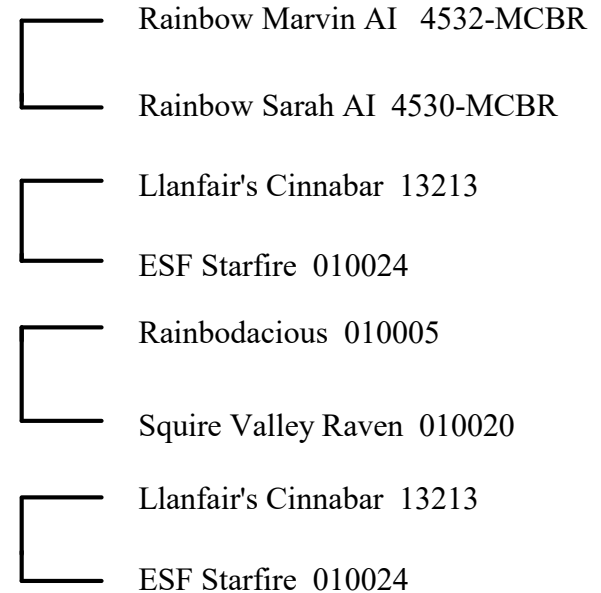 Rainbow Marvin AI 4532-MCBR
Rainbow Sarah AI 4530-MCBR
Llanfair's Cinnabar 13213
ESF Starfire 010024
Rainbodacious 010005
Squire Valley Raven 010020
Llanfair's Cinnabar 13213
ESF Starfire 010024